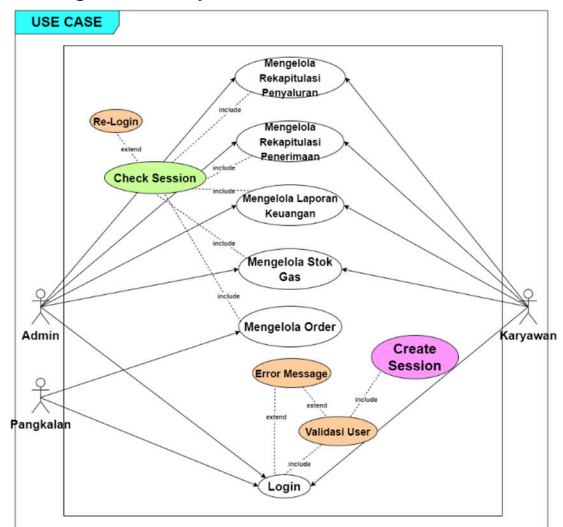 USE CASE
Mengelola
Rekapitulasi
Penyaluran
include
Re-Login
extend
Mengelola
Rekapitulasi
Penerimaan
include
Check Session
include
Mengelola Laporan
Keuangan
include
Mengelola Stok
Gas
include
Admin
Karyawan
Mengelola Order
Create
Session
Error Message
Pangkalan
include
extend
extend
Validasi User
include
Login